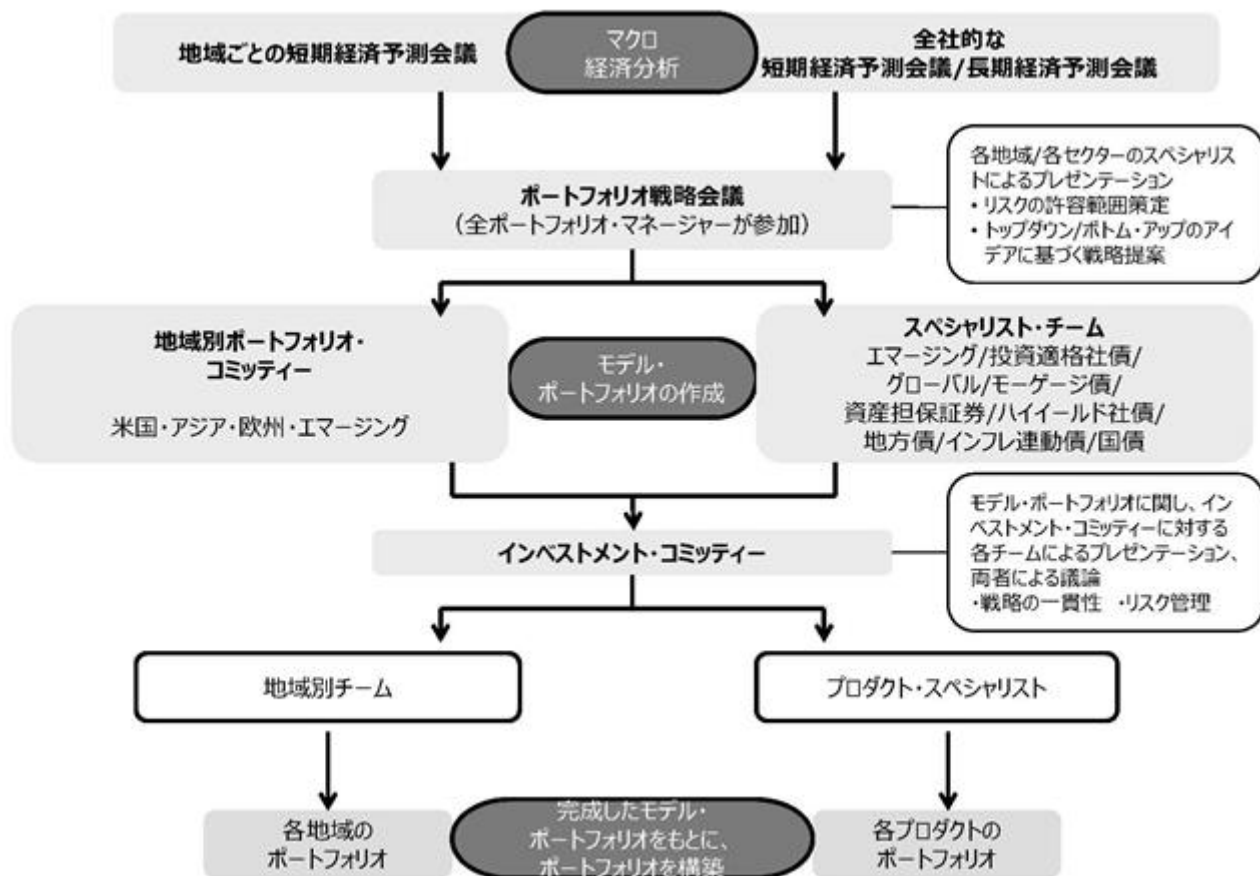 地域ごとの短期経済予測会議
マクロ
経済分析
全社的な
短期経済予測会議/長期経済予測会議
ポートフォリオ戦略会議
（全ポートフォリオ・マネージャーが参加）
各地域/各セクターのスペシャリス
トによるプレゼンテーション
・リスクの許容範囲策定
・トップダウン/ボトム・アップのアイ
デアに基づく戦略提案
地域別ポートフォリオ・
コミッティー
米国・アジア・欧州・エマージング
モデル・
ポートフォリオの作成
スペシャリスト・チーム
エマージング/投資適格社債/
グローバル/モーゲージ債/
資産担保証券/ハイイールド社債/
地方債/インフレ連動債/国債
インベストメント・コミッティー
モデル・ポートフォリオに関し、イン
ベストメント・コミッティーに対する
各チームによるプレゼンテーション、
両者による議論
・戦略の一貫性 ・リスク管理
地域別チーム
プロダクト・スペシャリスト
各地域の
ポートフォリオ
完成したモデル・
ポートフォリオをもとに、
ポートフォリオを構築
各プロダクトの
ポートフォリオ